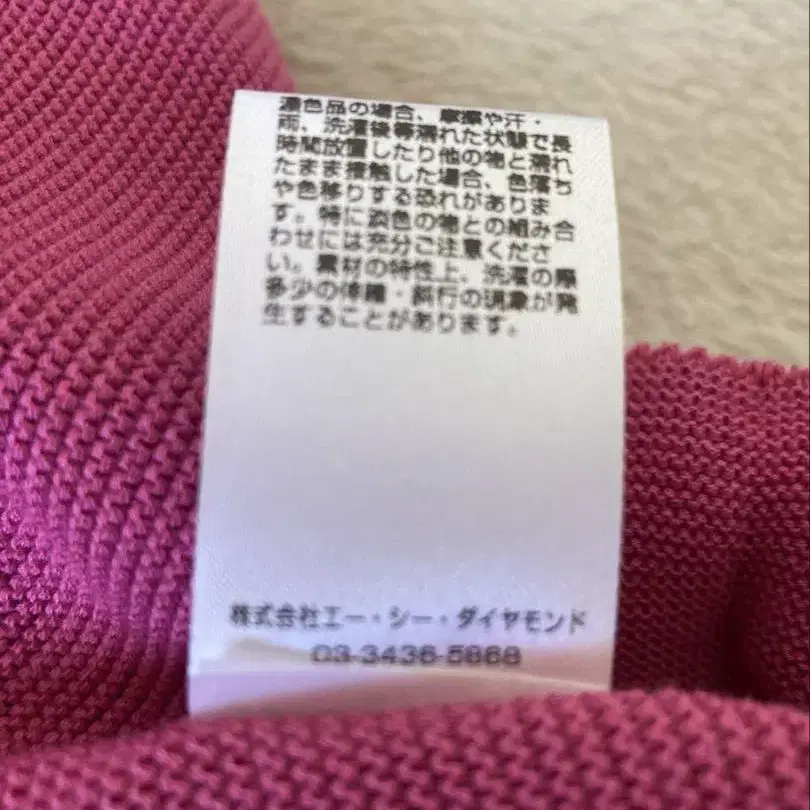 濃色品の場合、摩擦や汗・
雨、洗濯後等濡れた状態で長
時間放置したり他の物と濡れ
たまま接触した場合、色落ち
や色移りする恐れがありま
す。特に淡色の物との組み合
わせには充分ご注意くださ
い。素材の特性上、洗濯の際
多少の伸縮・斜行の現象が発
生することがあります。
株式会社エー・シー・ダイヤモンド
03-3436-5868